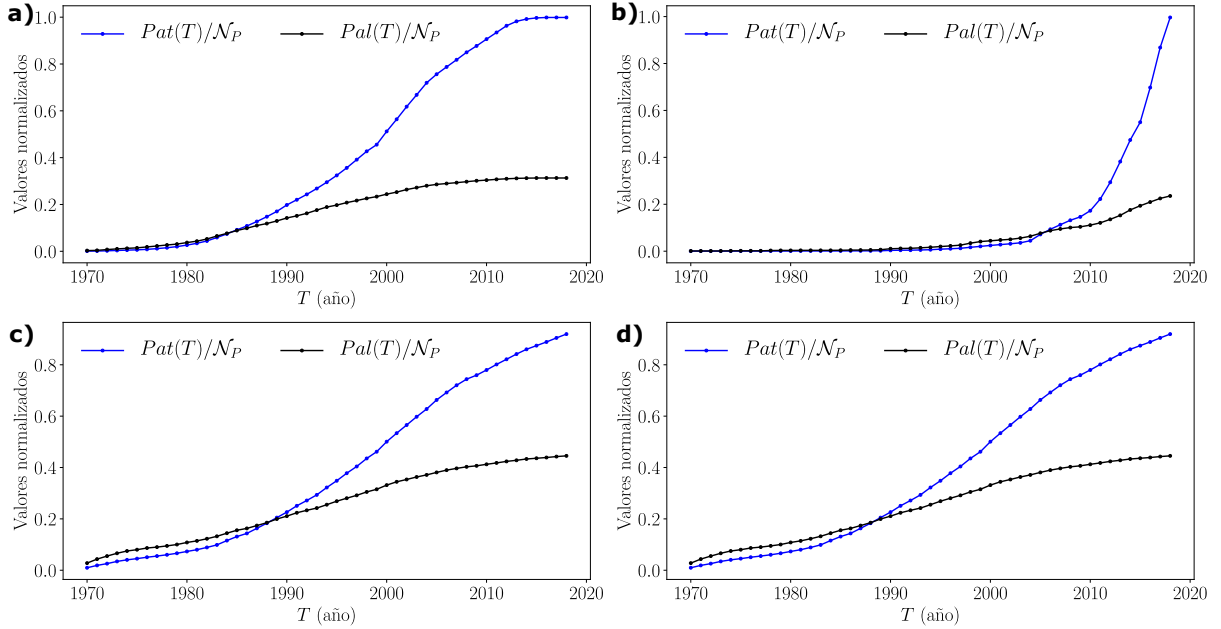 a)
Pat(T)/N_P Pal(T)/N_P
Valores normalizados
1.0
0.8
0.6
0.4
0.2
0.0
1970 1980 1990 2000 2010 2020
T (año)
b)
Pat(T)/N_P Pal(T)/N_P
Valores normalizados
1.0
0.8
0.6
0.4
0.2
0.0
1970 1980 1990 2000 2010 2020
T (año)
c)
Pat(T)/N_P Pal(T)/N_P
Valores normalizados
0.8
0.6
0.4
0.2
0.0
1970 1980 1990 2000 2010 2020
T (año)
d)
Pat(T)/N_P Pal(T)/N_P
Valores normalizados
0.8
0.6
0.4
0.2
0.0
1970 1980 1990 2000 2010 2020
T (año)